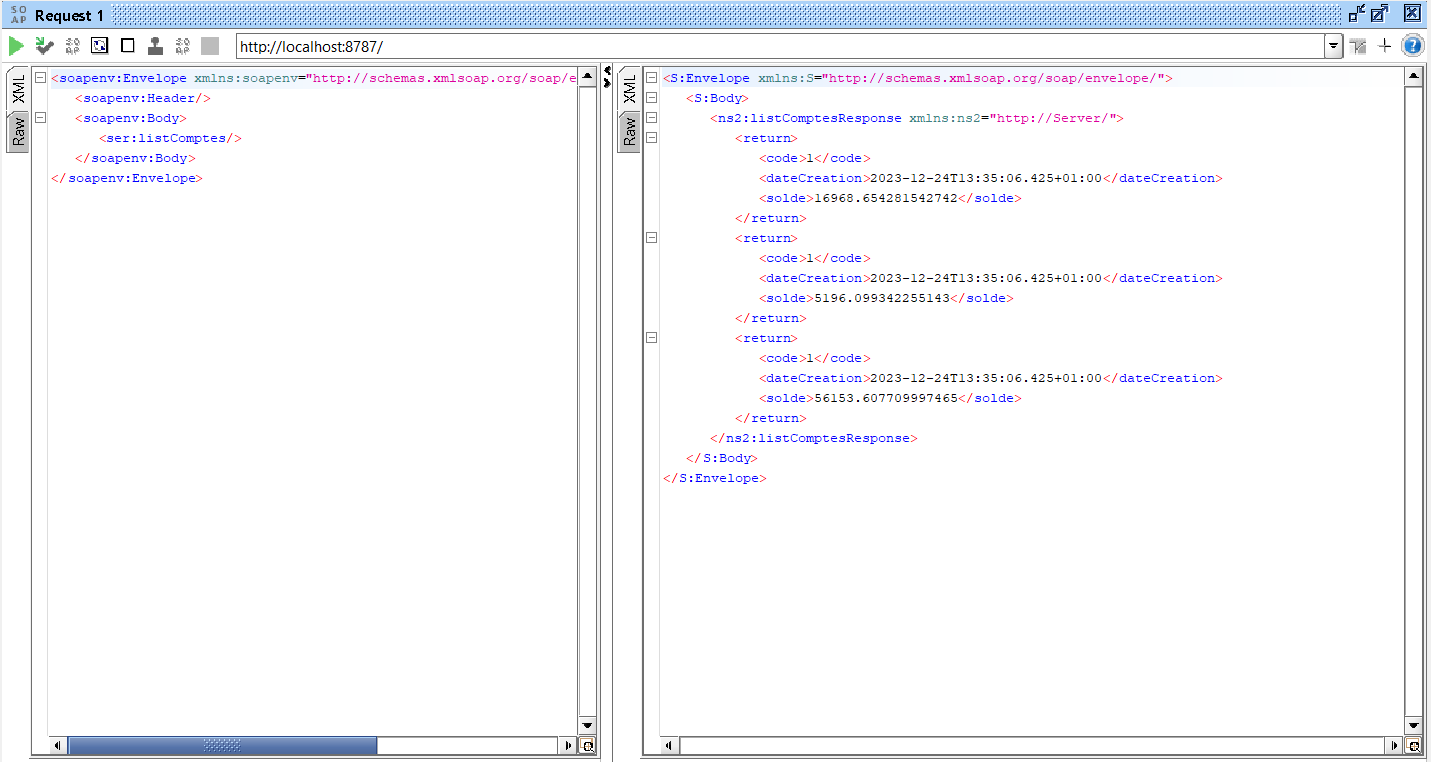 SO
AP
Request 1
http://localhost:8787/
XML
Raw
<soapenv:Envelope xmlns:soapenv="http://schemas.xmlsoap.org/soap/e
<soapenv:Header/>
<soapenv:Body>
<ser:listComptes/>
</soapenv:Body>
</soapenv:Envelope>
XML
Raw
<S:Envelope xmlns:S="http://schemas.xmlsoap.org/soap/envelope/">
<S:Body>
<ns2:listComptesResponse xmlns:ns2="http://Server/">
<return>
<code>1</code>
<dateCreation>2023-12-24T13:35:06.425+01:00</dateCreation>
<solde>16968.654281542742</solde>
</return>
<return>
<code>1</code>
<dateCreation>2023-12-24T13:35:06.425+01:00</dateCreation>
<solde>5196.099342255143</solde>
</return>
<return>
<code>1</code>
<dateCreation>2023-12-24T13:35:06.425+01:00</dateCreation>
<solde>56153.607709997465</solde>
</return>
</ns2:listComptesResponse>
</S:Body>
</S:Envelope>